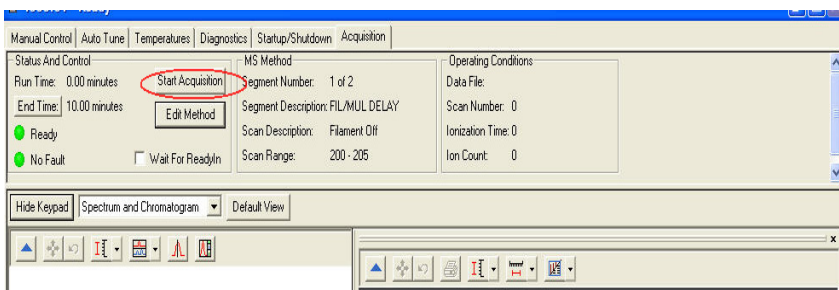 Manual Control Auto Tune Temperatures Diagnostics Startup/Shutdown Acquisition
Status And Control
Run Time: 0.00 minutes
Start Acquisition
End Time: 10.00 minutes
Edit Method
Ready
No Fault
Wait For ReadyIn
MS Method
Segment Number: 1 of 2
Segment Description: FIL/MUL DELAY
Scan Description: Filament Off
Scan Range: 200 - 205
Operating Conditions
Data File:
Scan Number: 0
Ionization Time: 0
Ion Count: 0
Hide Keypad Spectrum and Chromatogram Default View
x